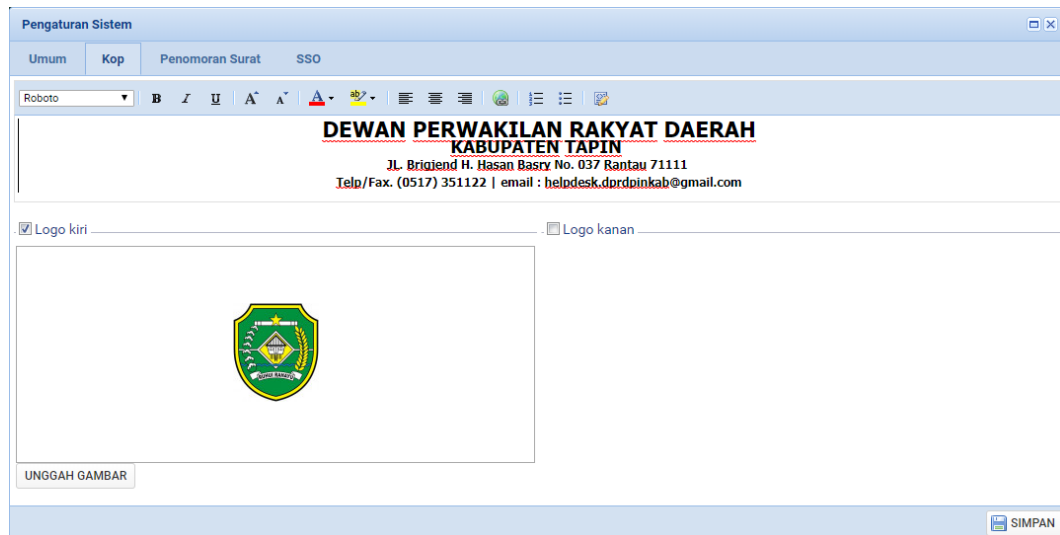 Pengaturan Sistem
Umum Kop Penomoran Surat SSO
Roboto B I U A A A ab
DEWAN PERWAKILAN RAKYAT DAERAH
KABUPATEN TAPIN
JL. Brigjend H. Hasan Basry No. 037 Rantau 71111
Telp/Fax. (0517) 351122 | email : helpdesk.dprdpinkab@gmail.com
Logo kiri Logo kanan
UNGGAH GAMBAR
SIMPAN